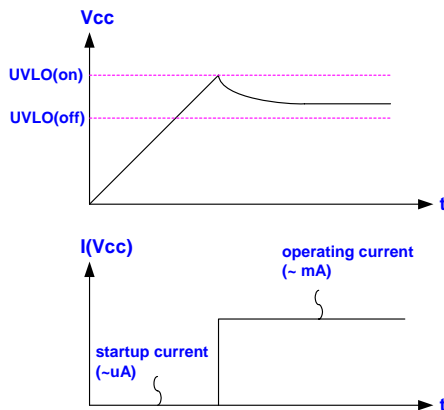 Vcc
UVLO(on)
UVLO(off)
t
I(Vcc)
operating current
(~ mA)
startup current
(~uA)
t